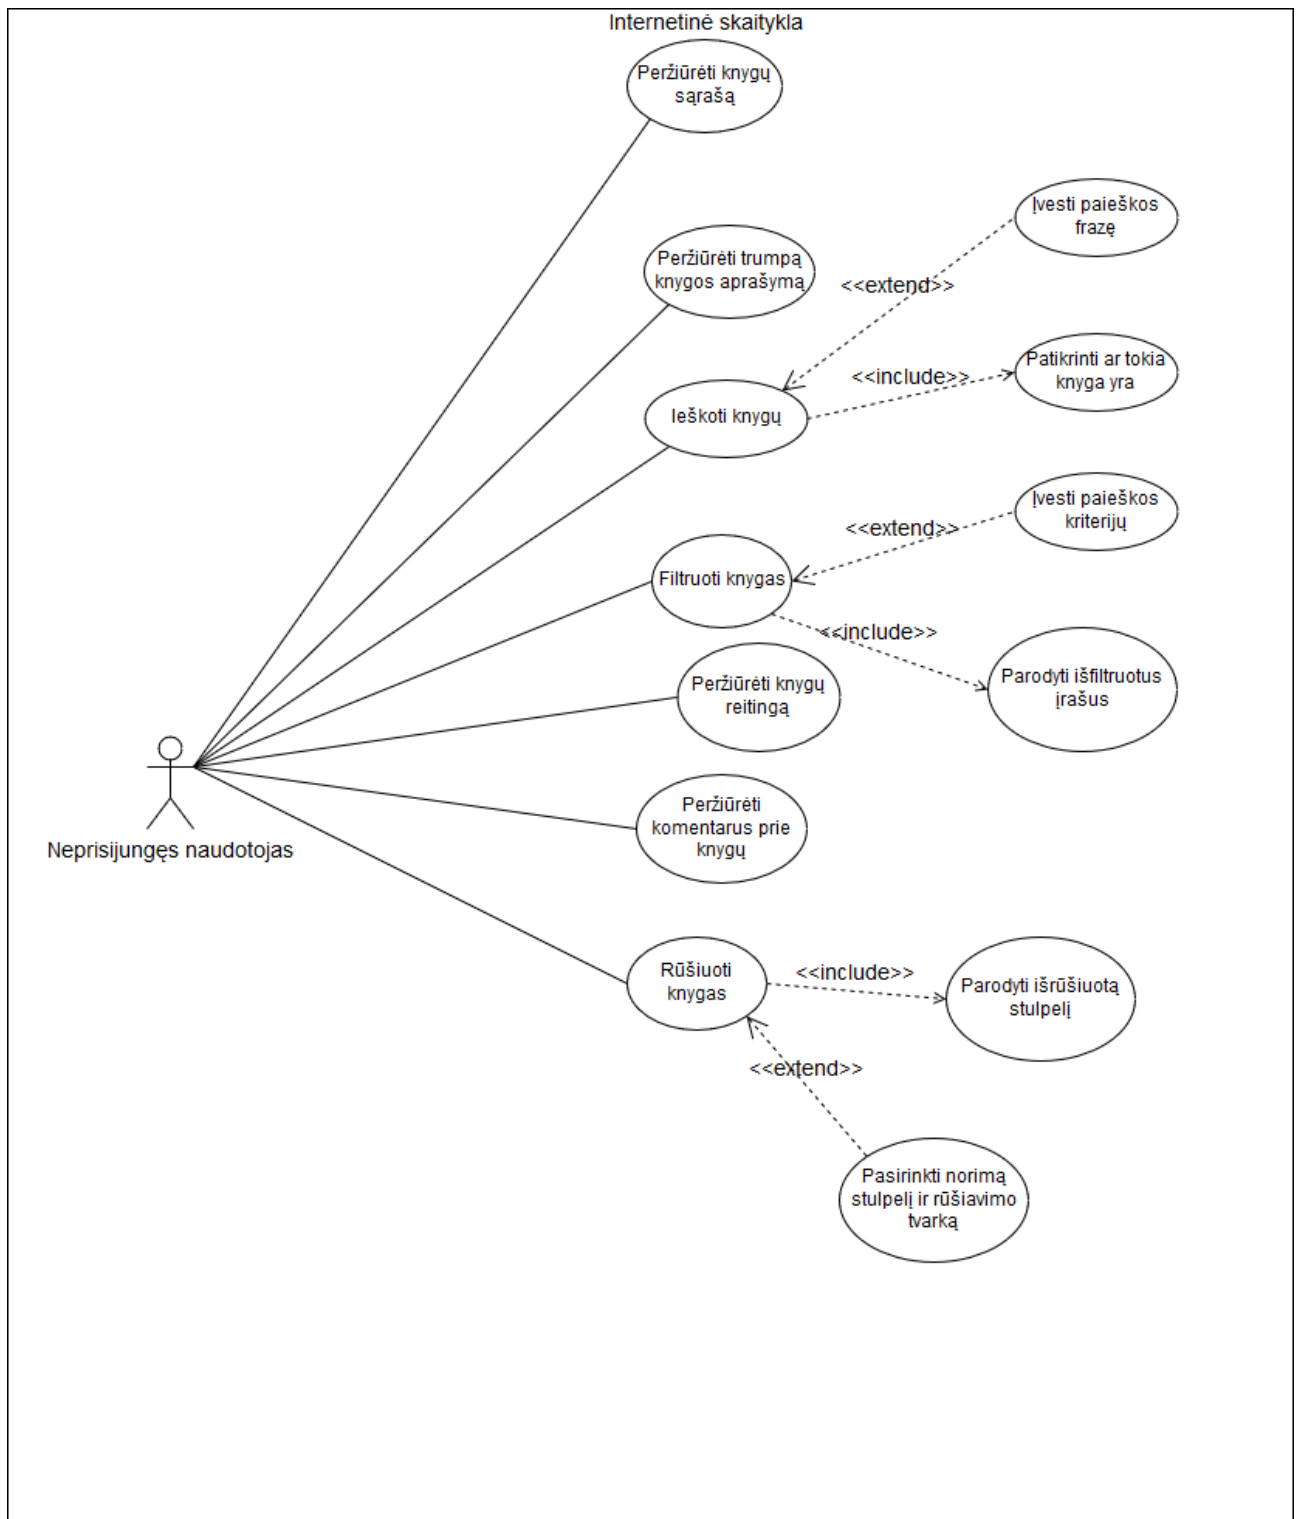 Internetinė skaitykla
Peržiūrėti knygų
sąrašą
Įvesti paieškos
frazę
Peržiūrėti trumpą
knygos aprašymą
<<extend>>
Patikrinti ar tokia
knyga yra
<<include>>
Ieškoti knygų
Įvesti paieškos
kriterijų
<<extend>>
Filtruoti knygas
<<include>>
Parodyti išfiltruotus
įrašus
Peržiūrėti knygų
reitingą
Peržiūrėti
komentarus prie
knygų
Neprisijungęs naudotojas
Rūšiuoti
knygas
<<include>>
Parodyti išrūšiuotą
stulpelį
<<extend>>
Pasirinkti norimą
stulpelį ir rūšiavimo
tvarką